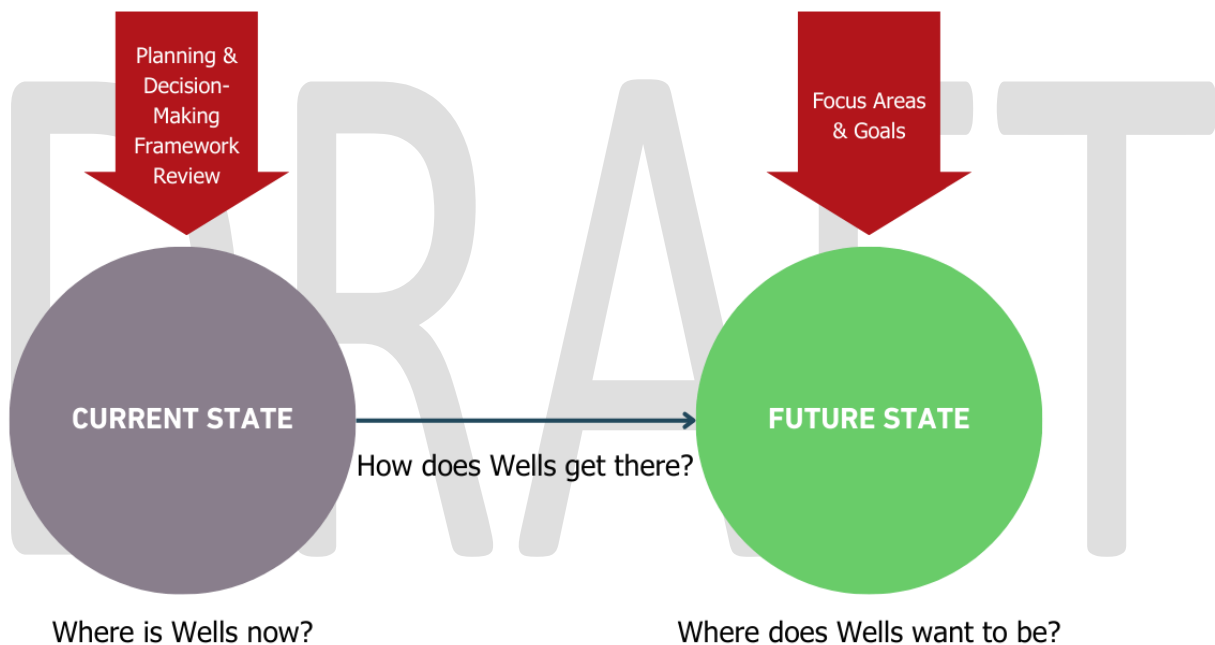 Planning &
Decision-
Making
Framework
Review
Focus Areas
& Goals
DRAFT
CURRENT STATE
FUTURE STATE
How does Wells get there?
Where is Wells now?
Where does Wells want to be?